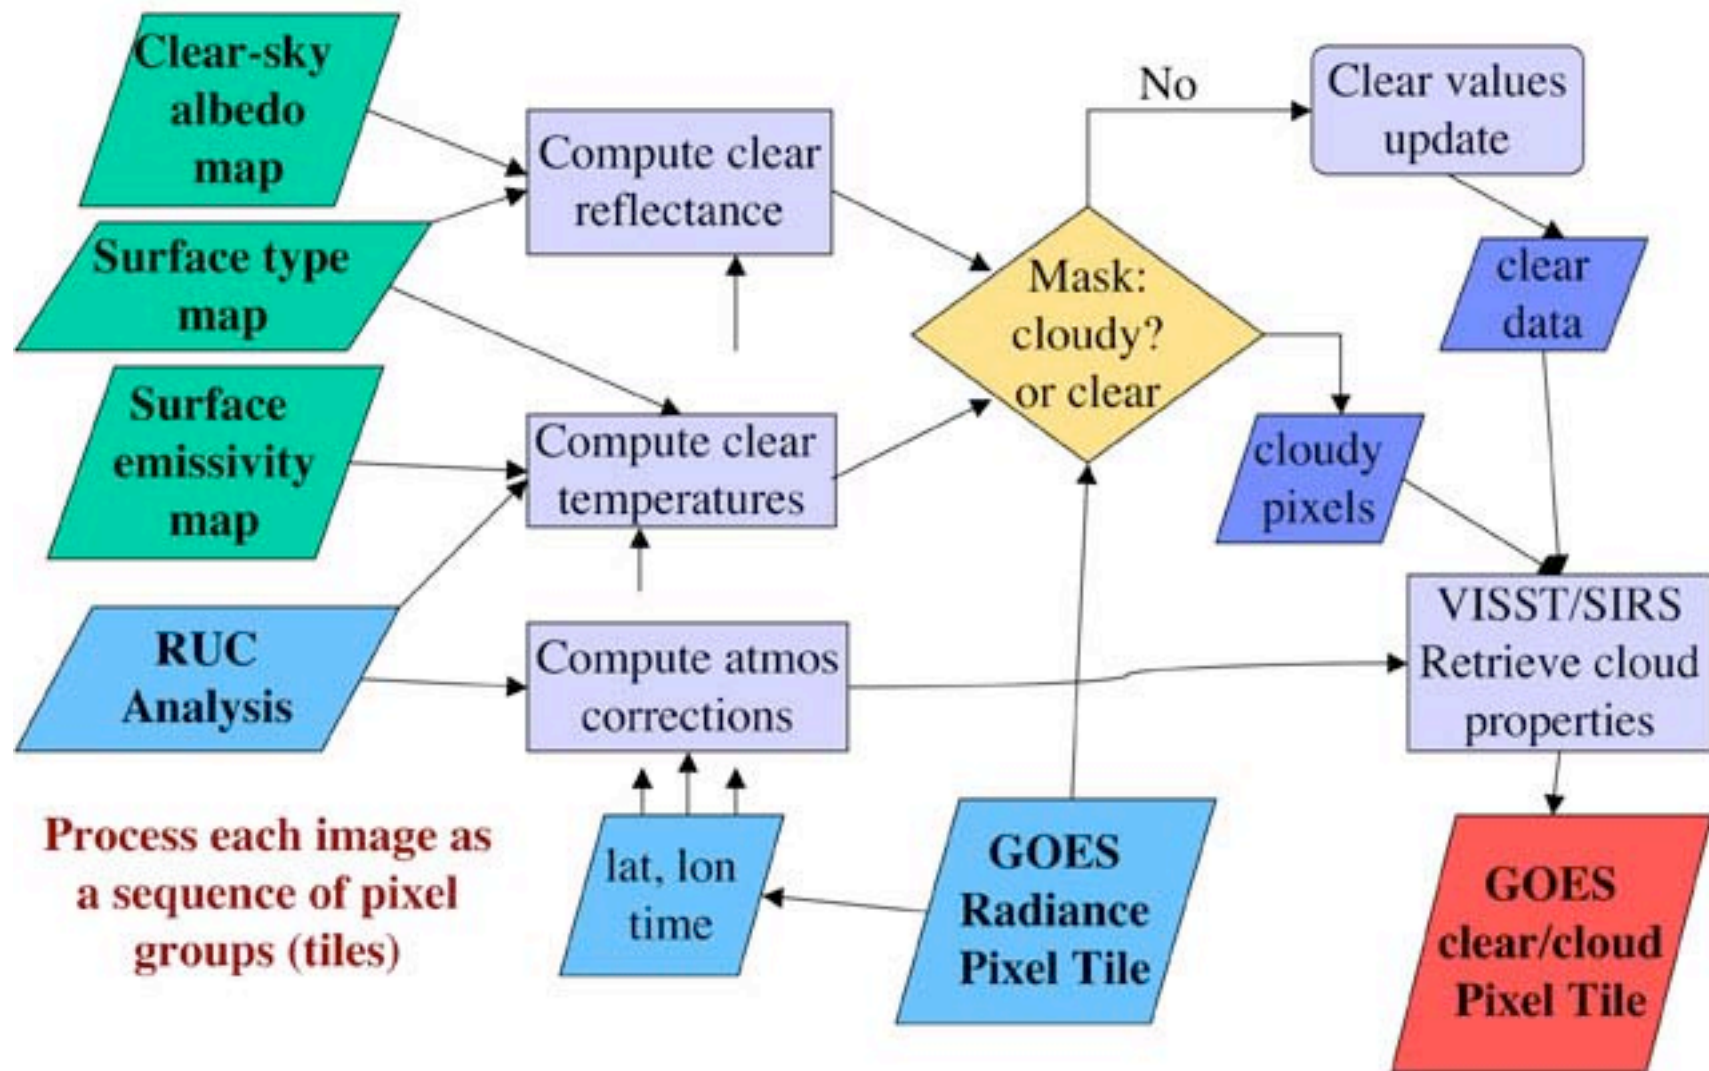 Clear-sky
albedo
map
Surface type
map
Surface
emissivity
map
RUC
Analysis
Process each image as
a sequence of pixel
groups (tiles)
Compute clear
reflectance
Compute clear
temperatures
Compute atmos
corrections
lat, lon
time
GOES
Radiance
Pixel Tile
Mask:
cloudy?
or clear
No
Clear values
update
clear
data
cloudy
pixels
VISST/SIRS
Retrieve cloud
properties
GOES
clear/cloud
Pixel Tile